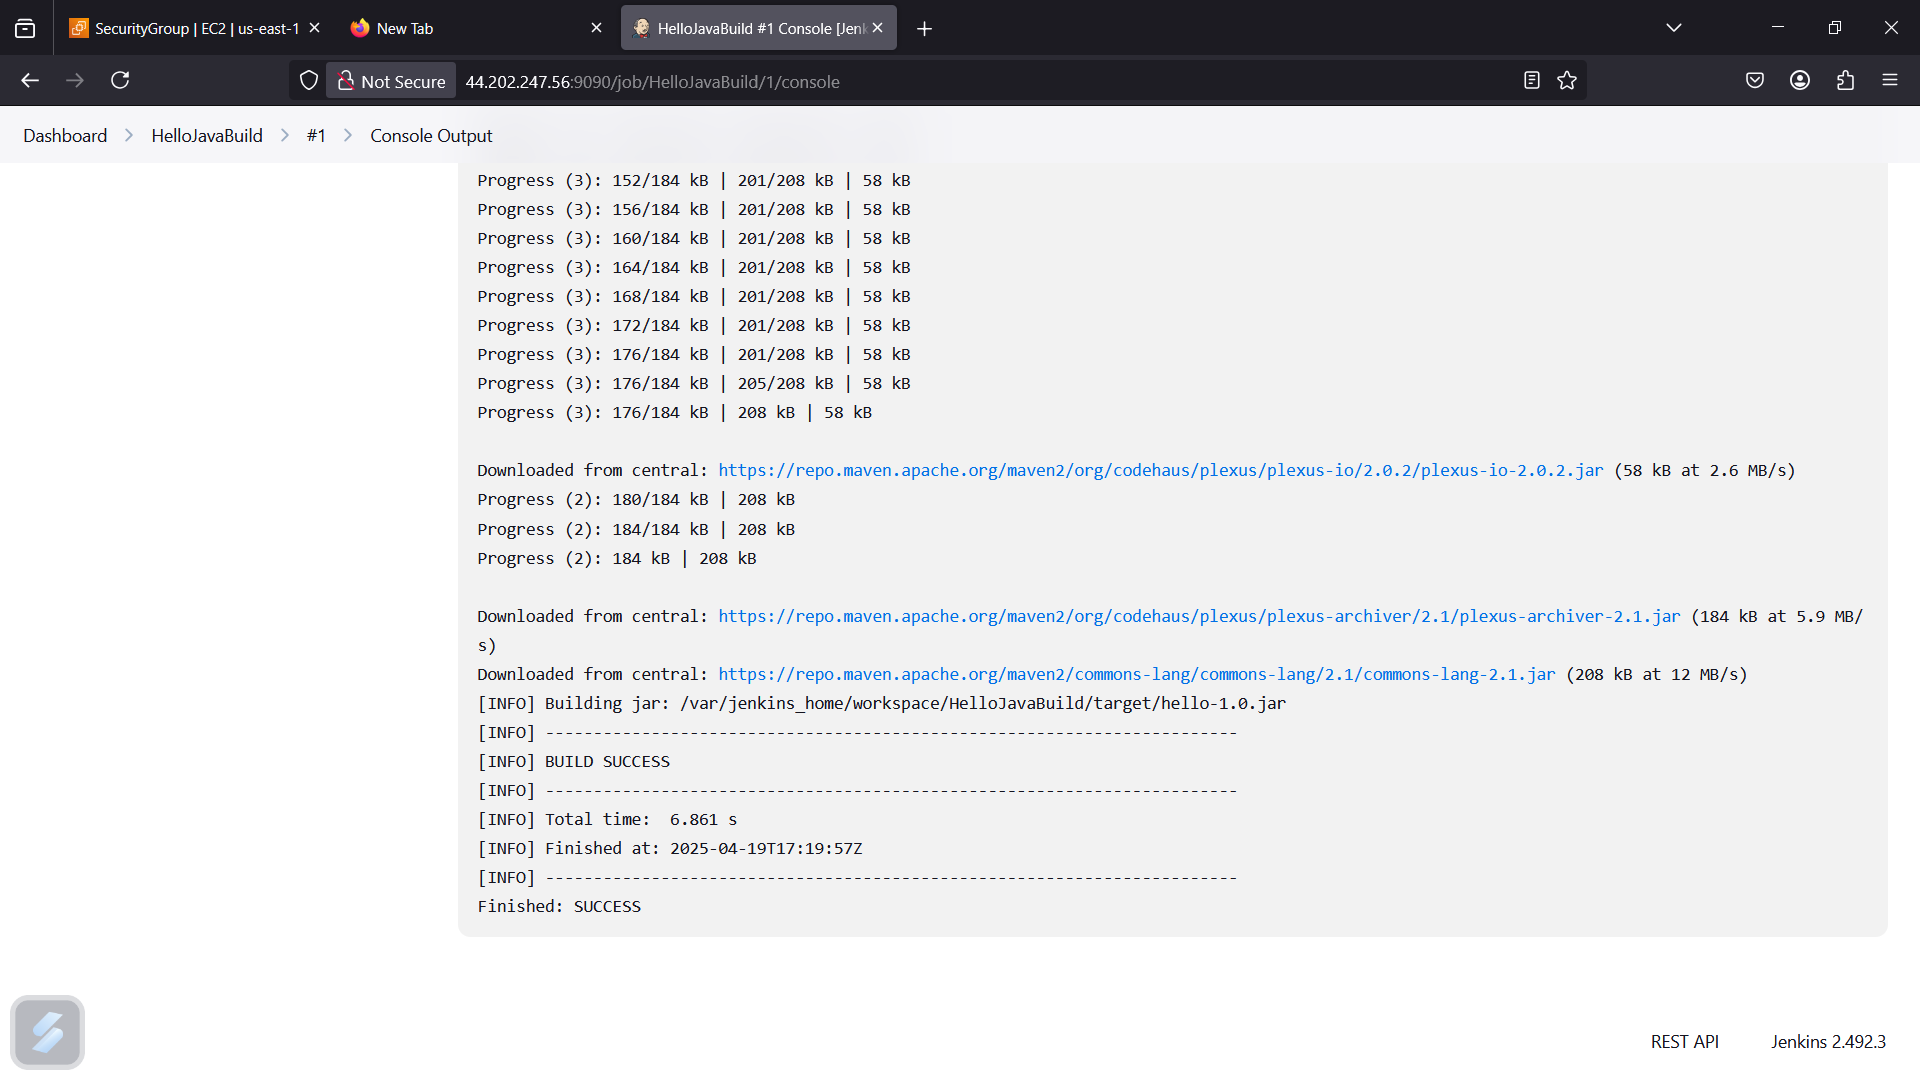 SecurityGroup | EC2 | us-east-1
New Tab
HelloJavaBuild #1 Console [Jenk
Not Secure
44.202.247.56:9090/job/HelloJavaBuild/1/console
Dashboard
HelloJavaBuild
#1
Console Output
Progress (3): 152/184 kB | 201/208 kB | 58 kB
Progress (3): 156/184 kB | 201/208 kB | 58 kB
Progress (3): 160/184 kB | 201/208 kB | 58 kB
Progress (3): 164/184 kB | 201/208 kB | 58 kB
Progress (3): 168/184 kB | 201/208 kB | 58 kB
Progress (3): 172/184 kB | 201/208 kB | 58 kB
Progress (3): 176/184 kB | 201/208 kB | 58 kB
Progress (3): 176/184 kB | 205/208 kB | 58 kB
Progress (3): 176/184 kB | 208 kB | 58 kB
Downloaded from central: https://repo.maven.apache.org/maven2/org/codehaus/plexus/plexus-io/2.0.2/plexus-io-2.0.2.jar (58 kB at 2.6 MB/s)
Progress (2): 180/184 kB | 208 kB
Progress (2): 184/184 kB | 208 kB
Progress (2): 184 kB | 208 kB
Downloaded from central: https://repo.maven.apache.org/maven2/org/codehaus/plexus/plexus-archiver/2.1/plexus-archiver-2.1.jar (184 kB at 5.9 MB/
s)
Downloaded from central: https://repo.maven.apache.org/maven2/commons-lang/commons-lang/2.1/commons-lang-2.1.jar (208 kB at 12 MB/s)
[INFO] Building jar: /var/jenkins_home/workspace/HelloJavaBuild/target/hello-1.0.jar
[INFO] ------------------------------------------------------------------------
[INFO] BUILD SUCCESS
[INFO] ------------------------------------------------------------------------
[INFO] Total time:  6.861 s
[INFO] Finished at: 2025-04-19T17:19:57Z
[INFO] ------------------------------------------------------------------------
Finished: SUCCESS
REST API
Jenkins 2.492.3